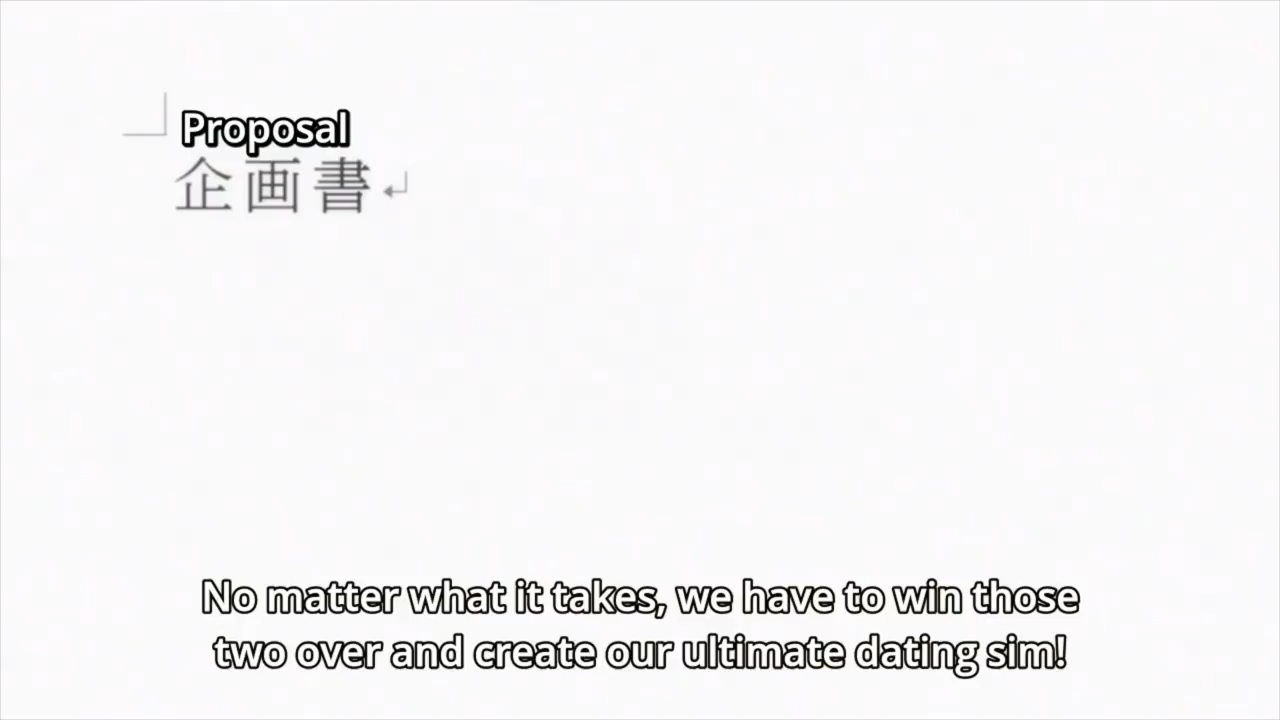 Proposal
企画書
No matter what it takes, we have to win those
two over and create our ultimate dating sim!